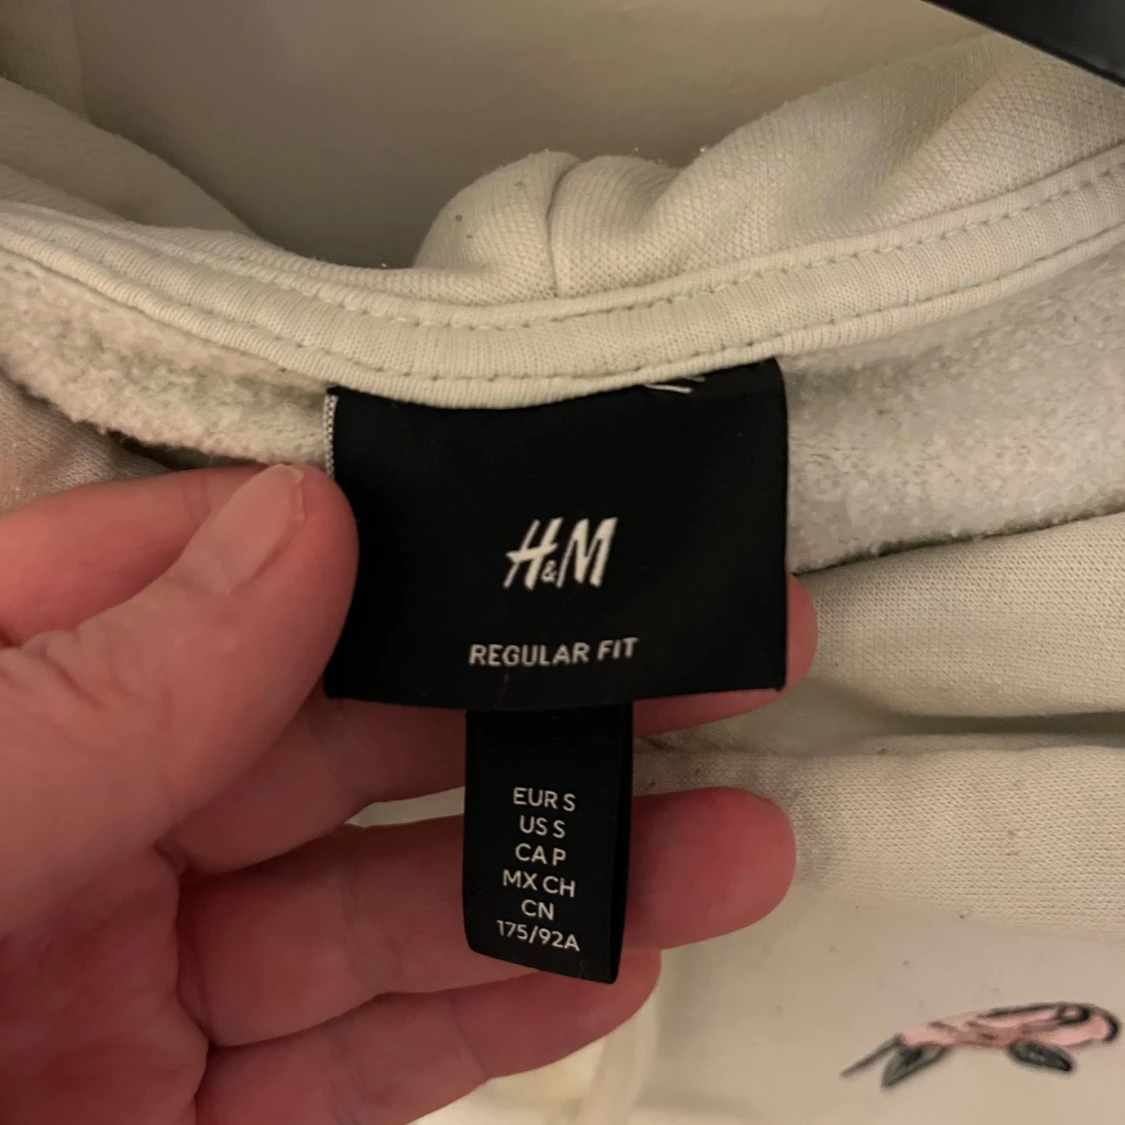 H&M
REGULAR FIT
EUR S
US S
CA P
MX CH
CN
175/92A